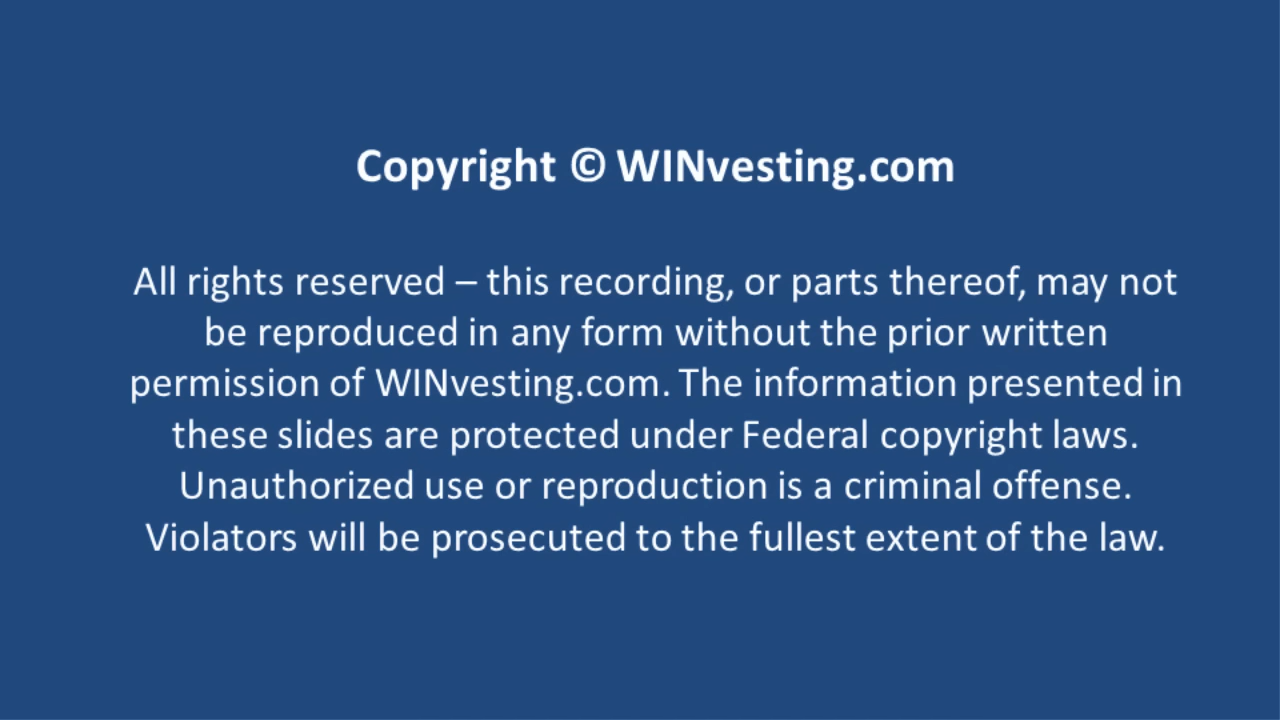 Copyright © WINvesting.com
All rights reserved – this recording, or parts thereof, may not
be reproduced in any form without the prior written
permission of WINvesting.com. The information presented in
these slides are protected under Federal copyright laws.
Unauthorized use or reproduction is a criminal offense.
Violators will be prosecuted to the fullest extent of the law.